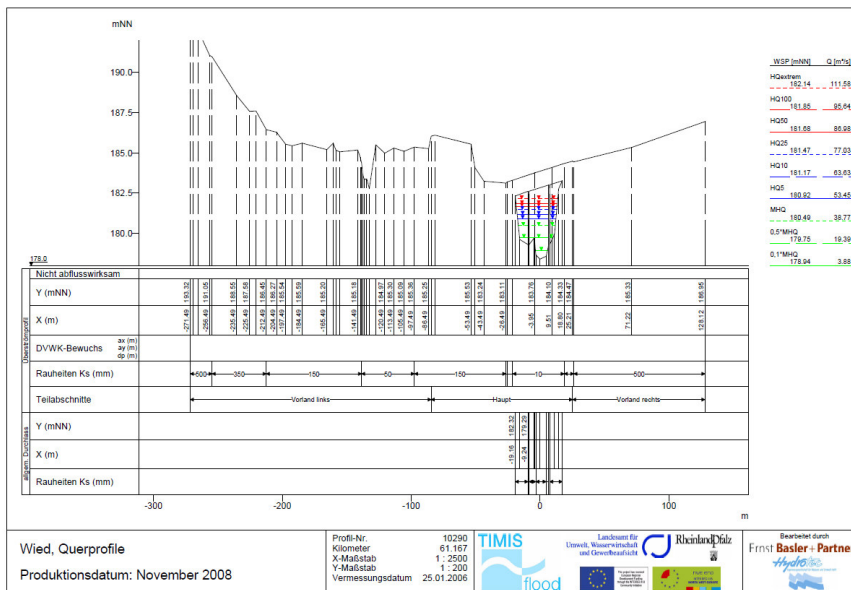 mNN
190.0
187.5
185.0
182.5
180.0
178.0
WSP [mNN] Q [m³/s]
HQextrem
182.14 111.58
HQ100
181.85 95.64
HQ50
181.68 86.98
HQ25
181.47 77.03
HQ10
181.17 63.63
HQ5
180.92 53.45
MHQ
180.49 38.77
0,5*MHQ
179.75 19.39
0,1*MHQ
178.94 3.88
Überströmprofil
Nicht abflusswirksam
Y (mNN) 193.32 191.05 188.55 187.58 186.45 186.27 185.54 185.59 185.20 185.18 184.97 185.30 185.09 185.36 185.25 185.53 183.24 183.11 183.76 184.10 184.33 184.47 185.33 186.95
X (m) -271.49 -256.49 -235.49 -225.49 -212.49 -204.49 -197.49 -184.49 -165.49 -141.49 -120.49 -113.49 -105.49 -97.49 -86.49 -53.49 -43.49 -26.49 -3.95 9.51 18.80 25.21 71.22 128.12
DVWK-Bewuchs ax (m)
ay (m)
dp (m)
Rauheiten Ks (mm) 500 350 150 50 150 10 500
Teilabschnitte Vorland links Haupt Vorland rechts
allgem. Durchlass
Y (mNN) 182.32 179.29
X (m) -19.16 -9.24
Rauheiten Ks (mm)
-300 -200 -100 0 100 m
Wied, Querprofile
Produktionsdatum: November 2008
Profil-Nr. 10290
Kilometer 61.167
X-Maßstab 1 : 2500
Y-Maßstab 1 : 200
Vermessungsdatum 25.01.2006
TIMIS
flood
Landesamt für
Umwelt, Wasserwirtschaft
und Gewerbeaufsicht
RheinlandPfalz
Bearbeitet durch
Ernst Basler + Partner